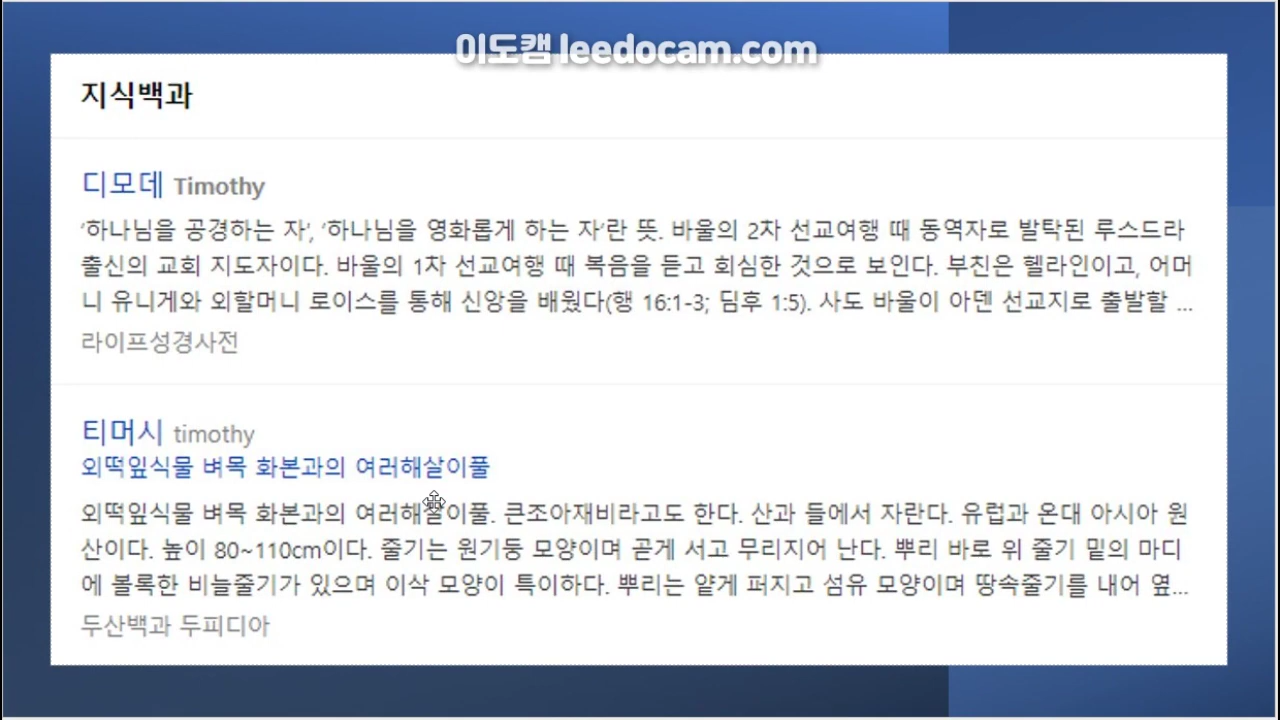 이도캠 leedocam.com
지식백과
디모데 Timothy
'하나님을 공경하는 자', '하나님을 영화롭게 하는 자'란 뜻. 바울의 2차 선교여행 때 동역자로 발탁된 루스드라
출신의 교회 지도자이다. 바울의 1차 선교여행 때 복음을 듣고 회심한 것으로 보인다. 부친은 헬라인이고, 어머
니 유니게와 외할머니 로이스를 통해 신앙을 배웠다(행 16:1-3; 딤후 1:5). 사도 바울이 아덴 선교지로 출발할 ...
라이프성경사전
티머시 timothy
외떡잎식물 벼목 화본과의 여러해살이풀
외떡잎식물 벼목 화본과의 여러해살이풀. 큰조아재비라고도 한다. 산과 들에서 자란다. 유럽과 온대 아시아 원
산이다. 높이 80~110cm이다. 줄기는 원기둥 모양이며 곧게 서고 무리지어 난다. 뿌리 바로 위 줄기 밑의 마디
에 볼록한 비늘줄기가 있으며 이삭 모양이 특이하다. 뿌리는 얕게 퍼지고 섬유 모양이며 땅속줄기를 내어 옆...
두산백과 두피디아